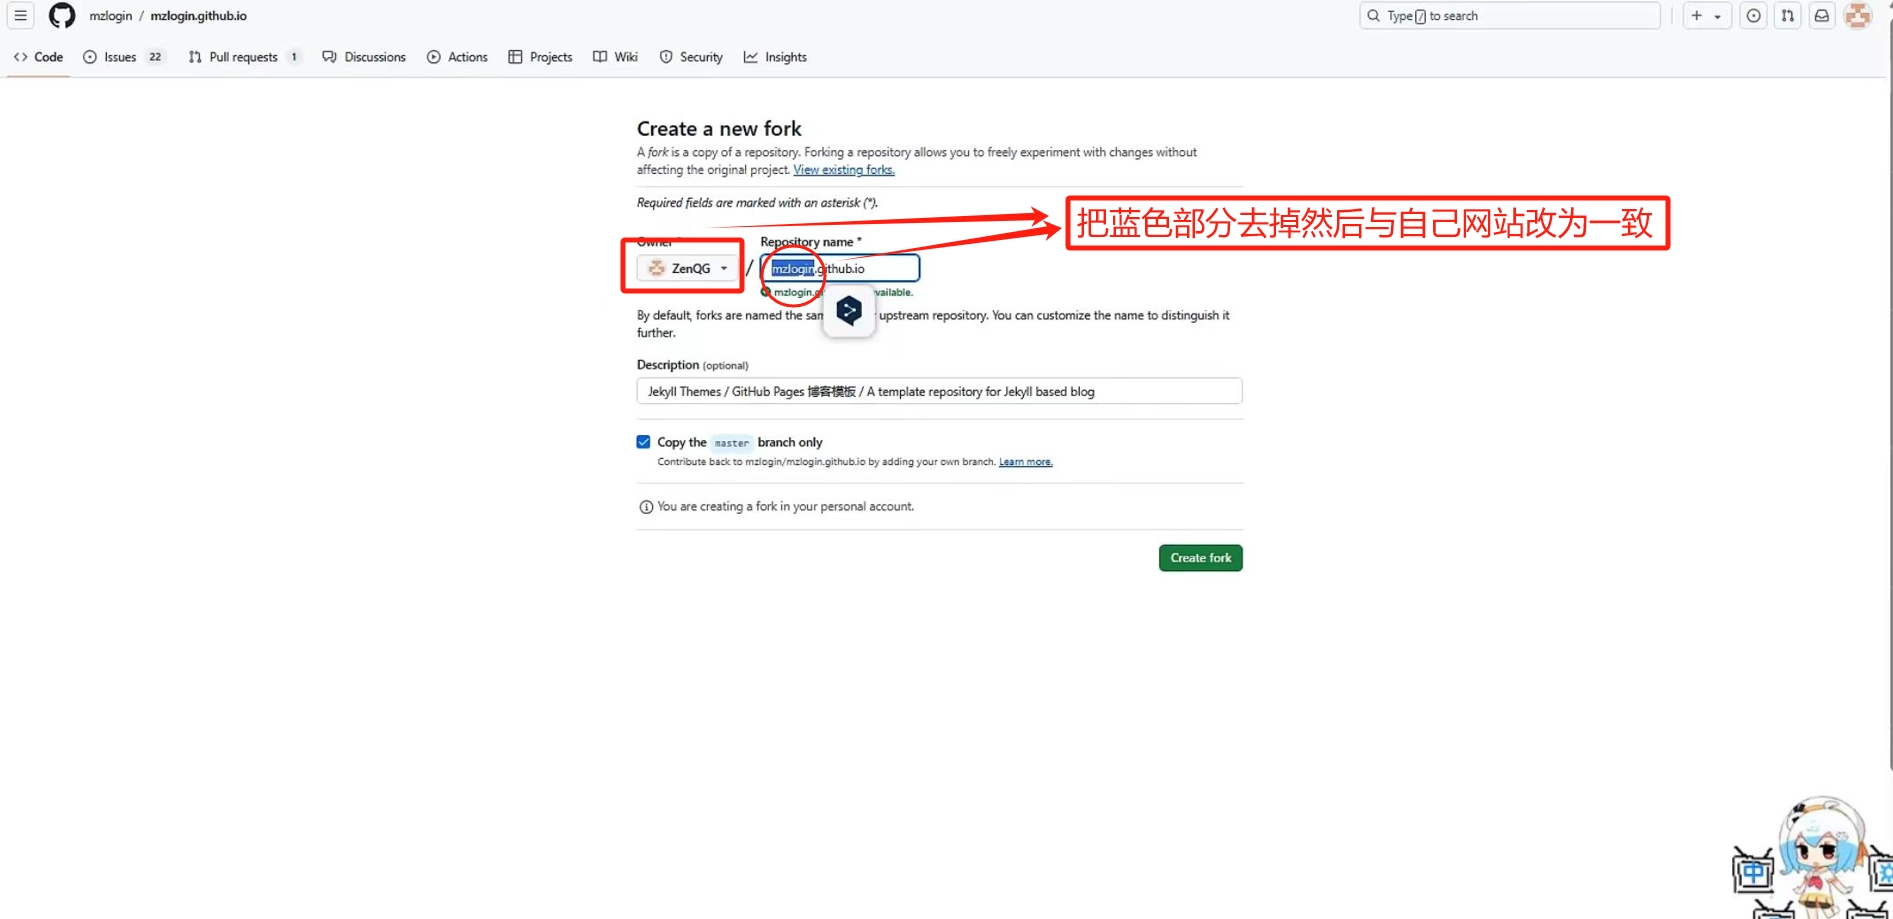 mzlogin / mzlogin.github.io
Type / to search
Code
Issues 22
Pull requests 1
Discussions
Actions
Projects
Wiki
Security
Insights
Create a new fork
A fork is a copy of a repository. Forking a repository allows you to freely experiment with changes without
affecting the original project. View existing forks.
Required fields are marked with an asterisk (*).
把蓝色部分去掉然后与自己网站改为一致
Owner
Repository name *
ZenQG
/
mzlogin.github.io
By default, forks are named the upstream repository. You can customize the name to distinguish it
further.
Description (optional)
Jekyll Themes / GitHub Pages 博客模板 / A template repository for Jekyll based blog
Copy the master branch only
Contribute back to mzlogin/mzlogin.github.io by adding your own branch. Learn more.
You are creating a fork in your personal account.
Create fork
中